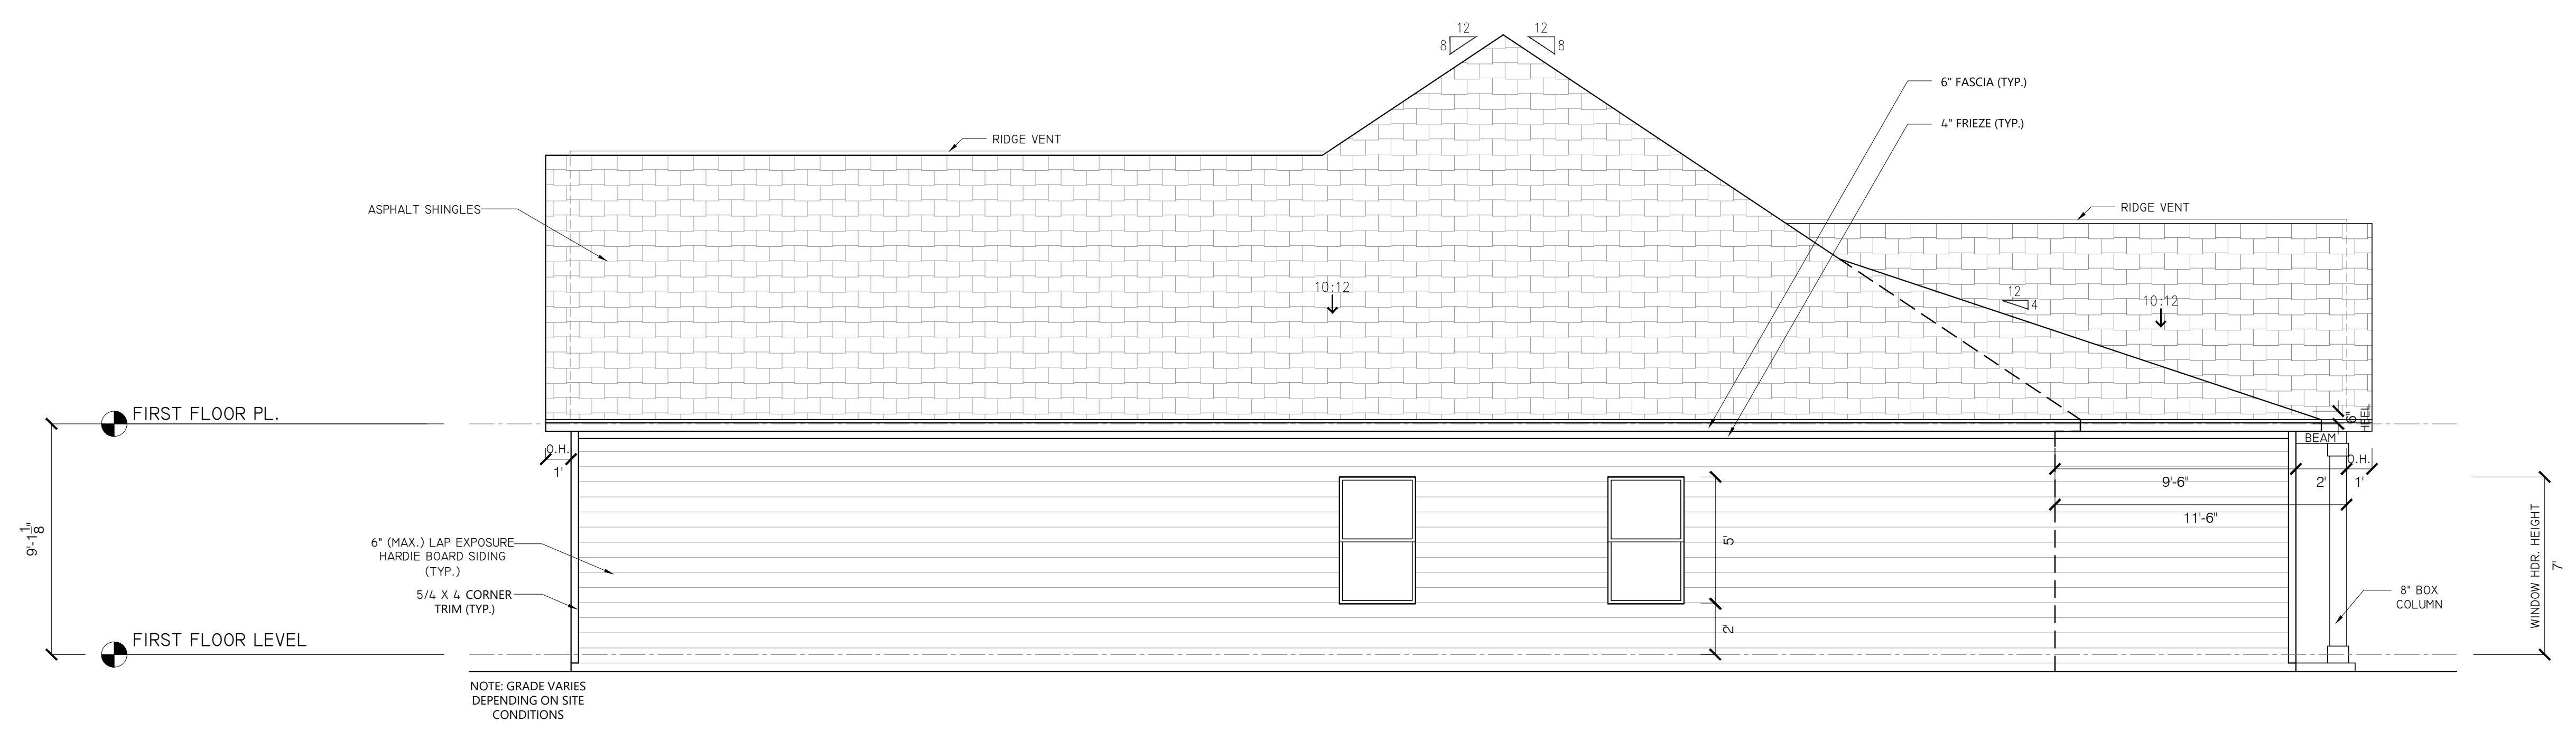 12
8
12
8
6" FASCIA (TYP.)
4" FRIEZE (TYP.)
RIDGE VENT
RIDGE VENT
ASPHALT SHINGLES
10:12
12
4
10:12
FIRST FLOOR PL.
6"
HEEL
BEAM
O.H.
1'
O.H.
1'
9'-6"
2'
11'-6"
9'-1 1/8"
5'
2'
6" (MAX.) LAP EXPOSURE
HARDIE BOARD SIDING
(TYP.)
5/4 X 4 CORNER
TRIM (TYP.)
WINDOW HDR. HEIGHT
7'
8" BOX
COLUMN
FIRST FLOOR LEVEL
NOTE: GRADE VARIES
DEPENDING ON SITE
CONDITIONS